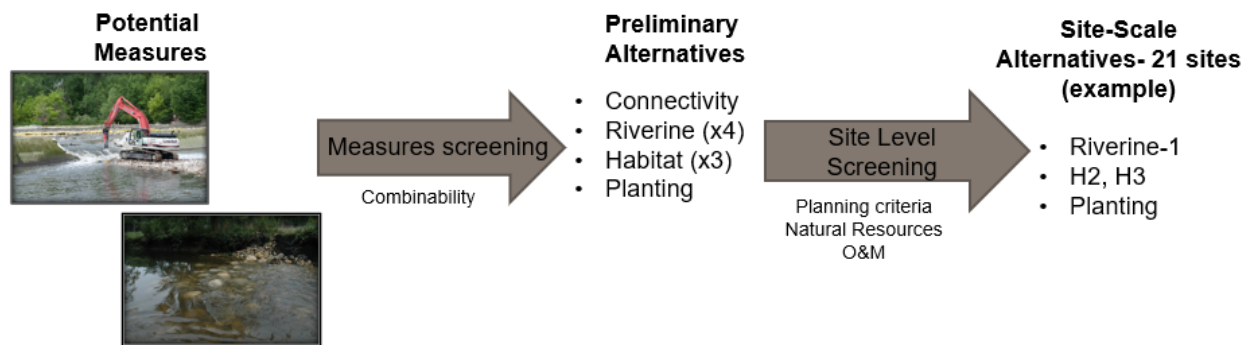 Potential
Measures
Measures screening
Combinability
Preliminary
Alternatives
• Connectivity
• Riverine (x4)
• Habitat (x3)
• Planting
Site Level
Screening
Planning criteria
Natural Resources
O&M
Site-Scale
Alternatives- 21 sites
(example)
• Riverine-1
• H2, H3
• Planting